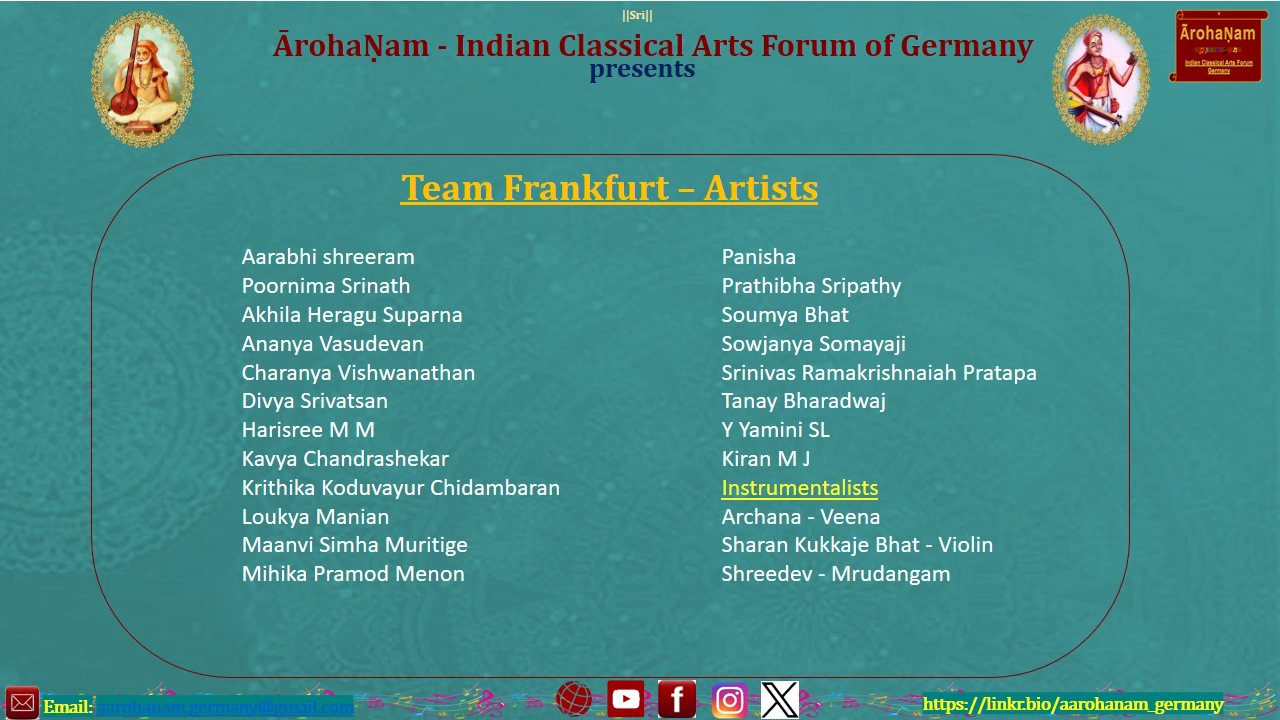 ||Sri||
ĀrohaṆam - Indian Classical Arts Forum of Germany
presents
ĀrohaṆam
Indian Classical Arts Forum
Germany
Team Frankfurt – Artists
Aarabhi shreeram
Poornima Srinath
Akhila Heragu Suparna
Ananya Vasudevan
Charanya Vishwanathan
Divya Srivatsan
Harisree M M
Kavya Chandrashekar
Krithika Koduvayur Chidambaran
Loukya Manian
Maanvi Simha Muritige
Mihika Pramod Menon
Panisha
Prathibha Sripathy
Soumya Bhat
Sowjanya Somayaji
Srinivas Ramakrishnaiah Pratapa
Tanay Bharadwaj
Y Yamini SL
Kiran M J
Instrumentalists
Archana - Veena
Sharan Kukkaje Bhat - Violin
Shreedev - Mrudangam
Email: aarohanam.germany@gmail.com
https://linkr.bio/aarohanam_germany